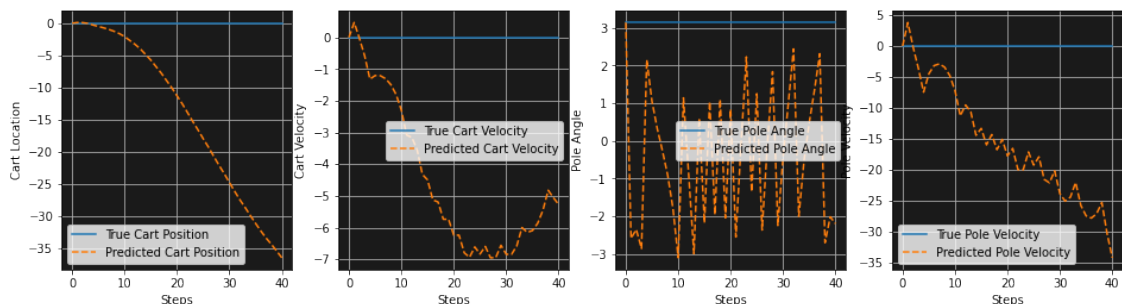 Cart Location
0
−5
−10
−15
−20
−25
−30
−35
True Cart Position
Predicted Cart Position
0 10 20 30 40
Steps
Cart Velocity
0
−1
−2
−3
−4
−5
−6
−7
True Cart Velocity
Predicted Cart Velocity
0 20 40
Steps
Pole Angle
3
2
1
0
−1
−2
−3
True Pole Angle
Predicted Pole Angle
0 10 20 30 40
Steps
Pole Velocity
5
0
−5
−10
−15
−20
−25
−30
−35
True Pole Velocity
Predicted Pole Velocity
0 10 20 30 40
Steps